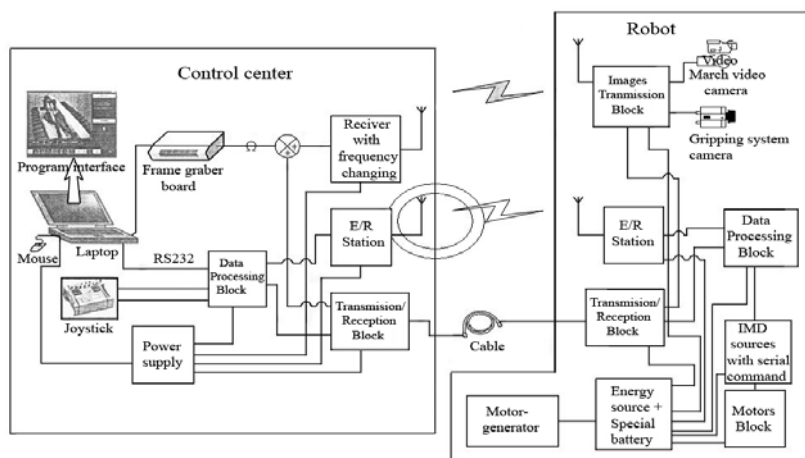 Control center
Program interface
Frame graber
board
Reciver with
frequency
changing
Mouse
Laptop
RS232
Data
Processing
Block
E/R
Station
Joystick
Transmision/
Reception
Block
Power
supply
Cable
Robot
Images
Tranmission
Block
Video
March video
camera
Gripping system
camera
E/R
Station
Data
Processing
Block
Transmision/
Reception
Block
IMD
sources
with serial
command
Motor-
generator
Energy
source +
Special
battery
Motors
Block